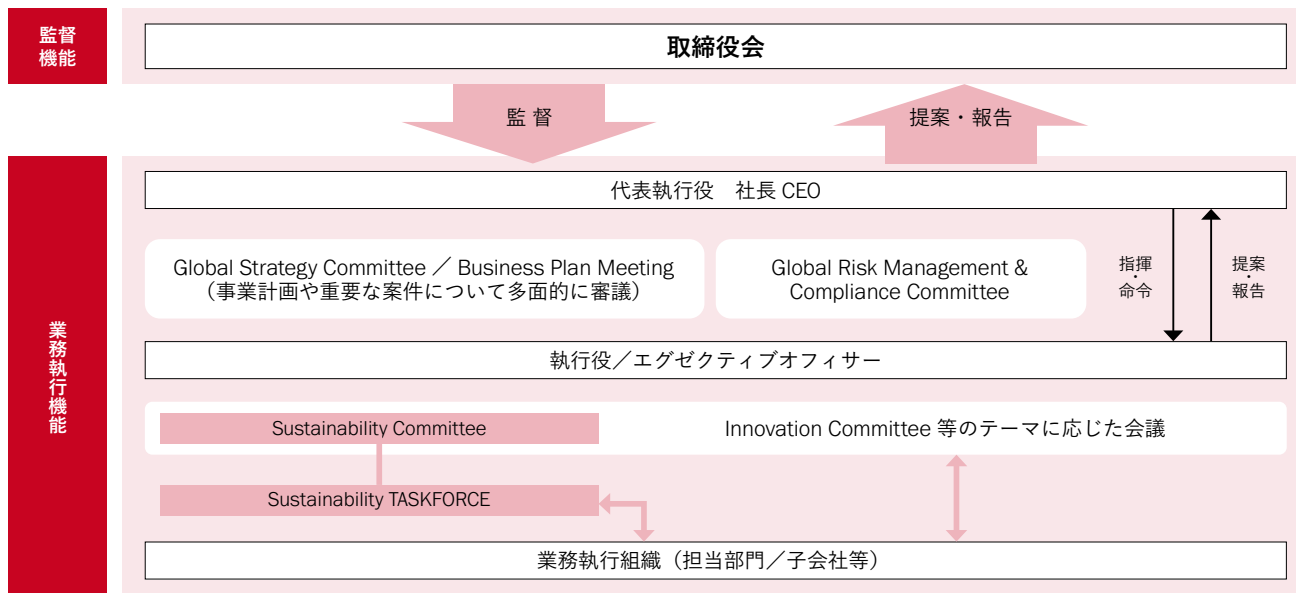 監督
機能
取締役会
監 督
提案・報告
業務執行機能
代表執行役　社長 CEO
Global Strategy Committee ／ Business Plan Meeting
（事業計画や重要な案件について多面的に審議）
Global Risk Management &
Compliance Committee
指揮
・
命令
提案
・
報告
執行役／エグゼクティブオフィサー
Sustainability Committee
Innovation Committee 等のテーマに応じた会議
Sustainability TASKFORCE
業務執行組織（担当部門／子会社等）